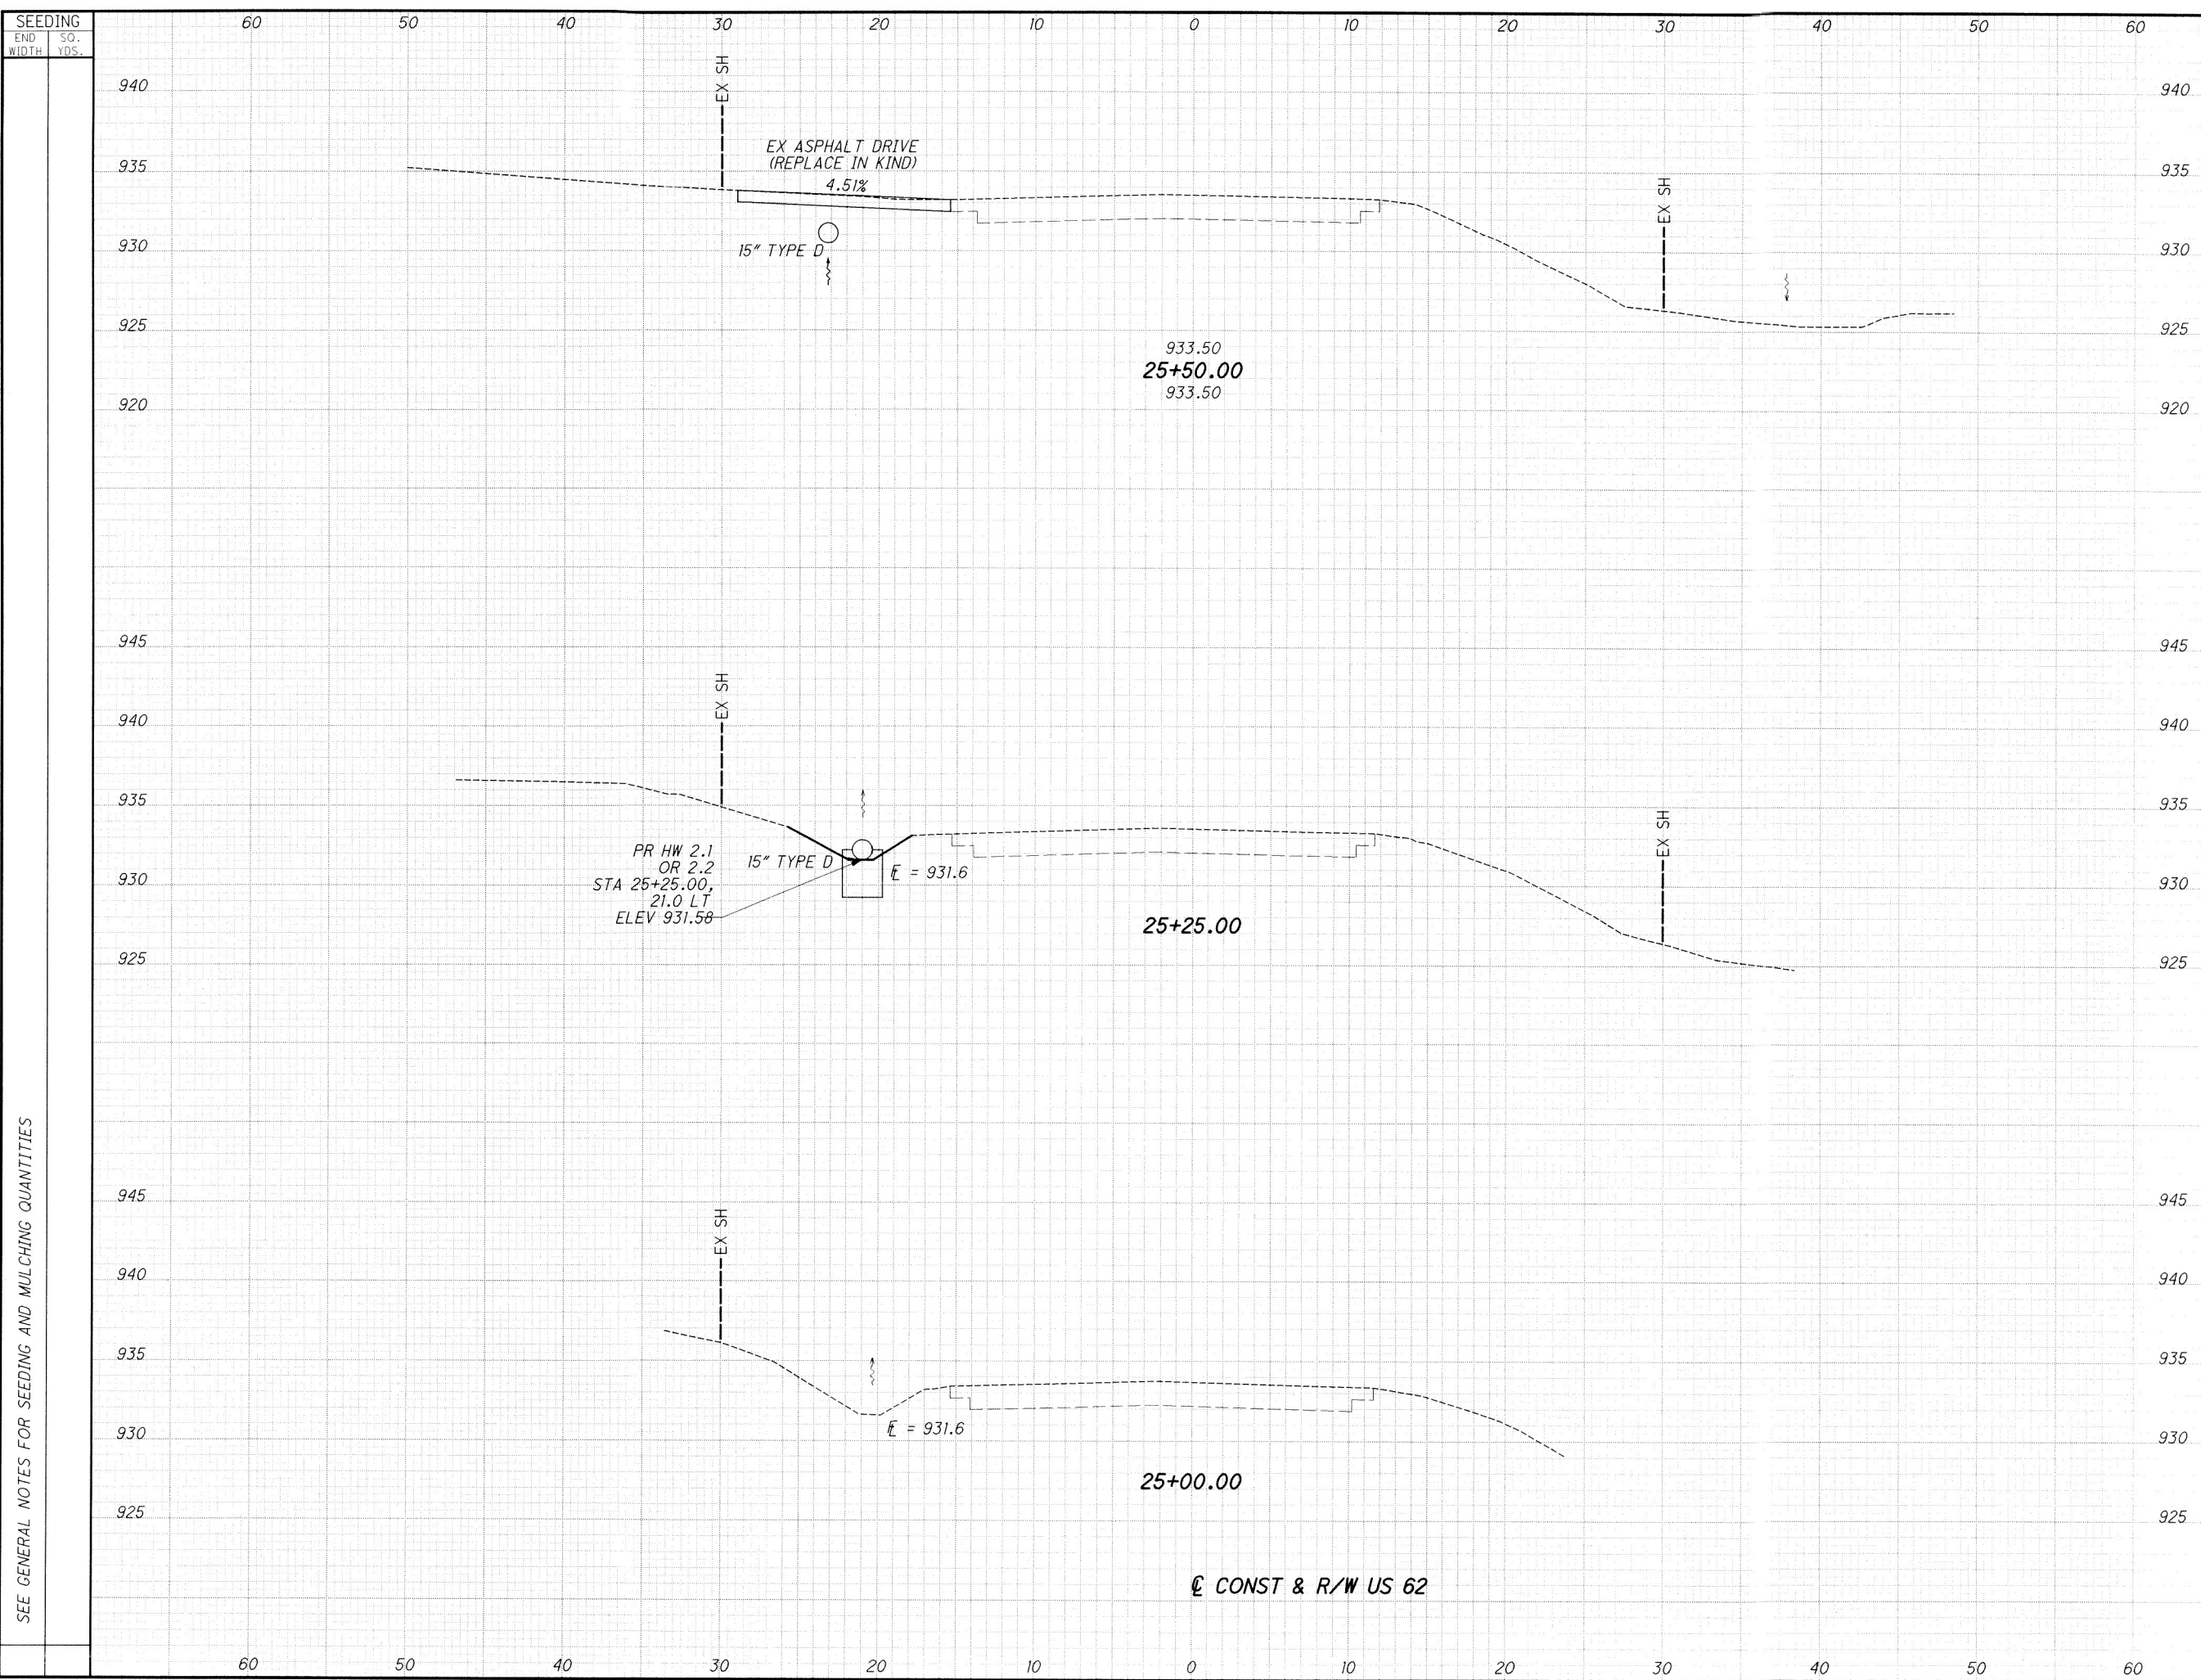 SEEDING
END WIDTH
SQ. YDS.
60 50 40 30 20 10 0 10 20 30 40 50 60
940 940
EX SH
EX ASPHALT DRIVE
(REPLACE IN KIND)
4.51%
935 935
EX SH
930 930
15" TYPE D
925 925
933.50
25+50.00
933.50
920 920
945 945
EX SH
940 940
935 935
EX SH
PR HW 2.1
OR 2.2
STA 25+25.00,
21.0 LT
ELEV 931.58
15" TYPE D
930 930
FL = 931.6
25+25.00
925 925
945 945
EX SH
940 940
935 935
930 930
FL = 931.6
25+00.00
925 925
CL CONST & R/W US 62
SEE GENERAL NOTES FOR SEEDING AND MULCHING QUANTITIES
60 50 40 30 20 10 0 10 20 30 40 50 60